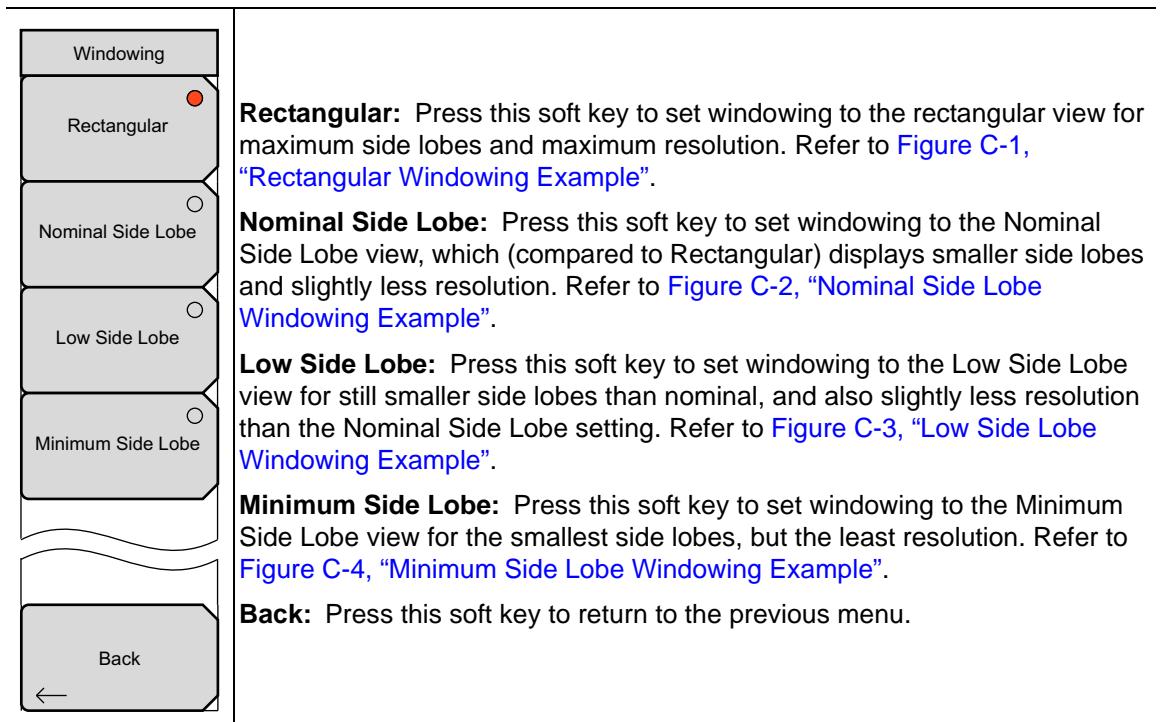 Windowing
Rectangular
Nominal Side Lobe
Low Side Lobe
Minimum Side Lobe
Back
Rectangular: Press this soft key to set windowing to the rectangular view for
maximum side lobes and maximum resolution. Refer to Figure C-1,
“Rectangular Windowing Example”.
Nominal Side Lobe: Press this soft key to set windowing to the Nominal
Side Lobe view, which (compared to Rectangular) displays smaller side lobes
and slightly less resolution. Refer to Figure C-2, “Nominal Side Lobe
Windowing Example”.
Low Side Lobe: Press this soft key to set windowing to the Low Side Lobe
view for still smaller side lobes than nominal, and also slightly less resolution
than the Nominal Side Lobe setting. Refer to Figure C-3, “Low Side Lobe
Windowing Example”.
Minimum Side Lobe: Press this soft key to set windowing to the Minimum
Side Lobe view for the smallest side lobes, but the least resolution. Refer to
Figure C-4, “Minimum Side Lobe Windowing Example”.
Back: Press this soft key to return to the previous menu.